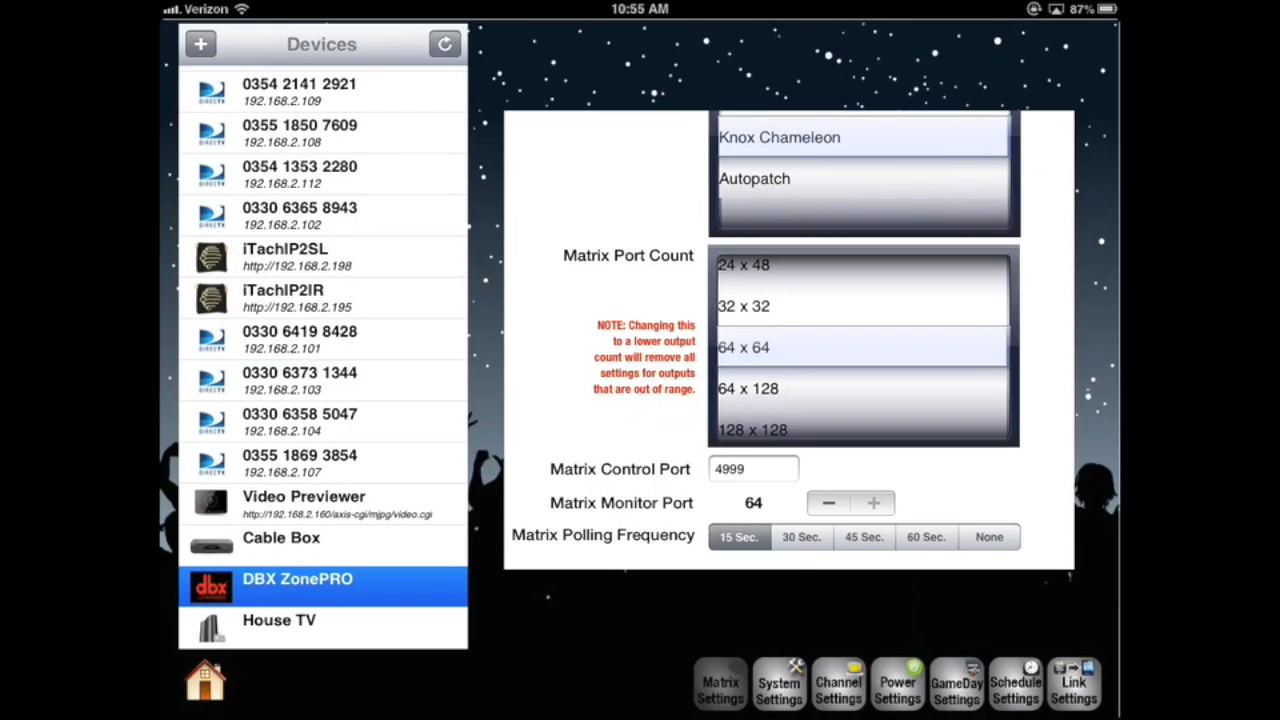 Verizon
10:55 AM
87%
Devices
0354 2141 2921
192.168.2.109
0355 1850 7609
192.168.2.108
0354 1353 2280
192.168.2.112
0330 6365 8943
192.168.2.102
iTachIP2SL
http://192.168.2.198
iTachIP2IR
http://192.168.2.195
0330 6419 8428
192.168.2.101
0330 6373 1344
192.168.2.103
0330 6358 5047
192.168.2.104
0355 1869 3854
192.168.2.107
Video Previewer
http://192.168.2.160/axis-cgi/mjpg/video.cgi
Cable Box
dbx
DBX ZonePRO
House TV
Knox Chameleon
Autopatch
Matrix Port Count
NOTE: Changing this
to a lower output
count will remove all
settings for outputs
that are out of range.
24 x 48
32 x 32
64 x 64
64 x 128
128 x 128
Matrix Control Port
4999
Matrix Monitor Port
64
− +
Matrix Polling Frequency
15 Sec. 30 Sec. 45 Sec. 60 Sec. None
Matrix Settings
System Settings
Channel Settings
Power Settings
GameDay Settings
Schedule Settings
Link Settings